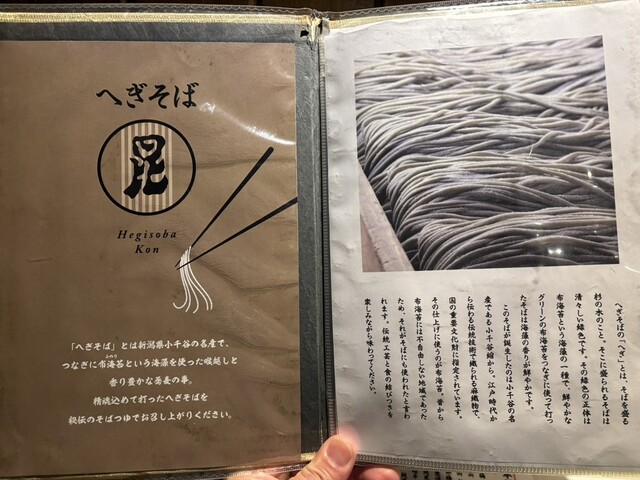 へぎそば
昆
Hegisoba
Kon
「へぎそば」とは新潟県小千谷の名産で、
つなぎに布海苔という海藻を使った喉越しと
ふのり
香り豊かな蕎麦の事。
精魂込めて打ったへぎそばを
秘伝のそばつゆでお召し上がりください。
へぎそばの「へぎ」とは、そばを盛る
杉の木のこと。そこに盛られるそばは
清々しい緑色です。その緑色の正体は
布海苔という海藻の一種で、鮮やかな
グリーンの布海苔をつなぎに使って打っ
たそばは海藻の香りが鮮やかです。
このそばが誕生したのは小千谷の名
産である小千谷縮から。江戸時代か
ら伝わる伝統技術で織られる麻織物で、
国の重要文化財に指定されています。
その仕上げに使うのが布海苔。昔から
布海苔には不自由しない地域であった
ため、それがそばにも使われたと言わ
れます。伝統工芸と食の結びつきを
楽しみながら味わってください。